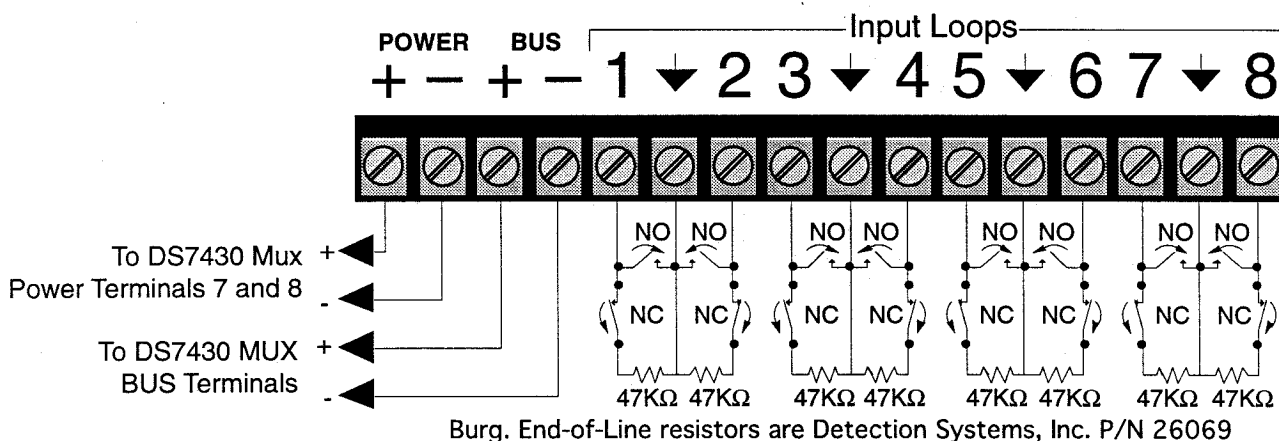 Input Loops
POWER BUS
+ − + − 1 2 3 4 5 6 7 8
NO NO NO NO NO NO NO NO
To DS7430 Mux +
Power Terminals 7 and 8 -
NC NC NC NC NC NC NC NC
To DS7430 MUX +
BUS Terminals -
47KΩ 47KΩ 47KΩ 47KΩ 47KΩ 47KΩ 47KΩ 47KΩ
Burg. End-of-Line resistors are Detection Systems, Inc. P/N 26069